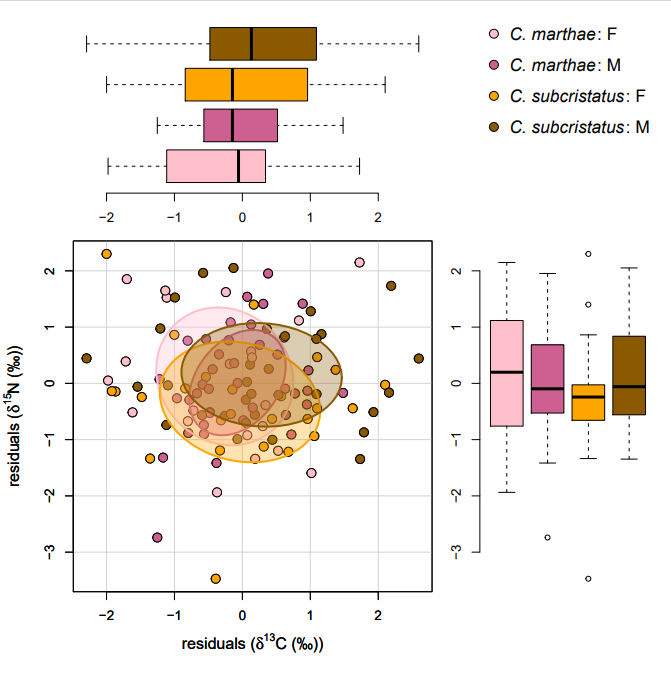 C. marthae: F
C. marthae: M
C. subcristatus: F
C. subcristatus: M
−2 −1 0 1 2
2
1
0
−1
−2
−3
residuals (δ15N (‰))
−2 −1 0 1 2
residuals (δ13C (‰))
2
1
0
−1
−2
−3